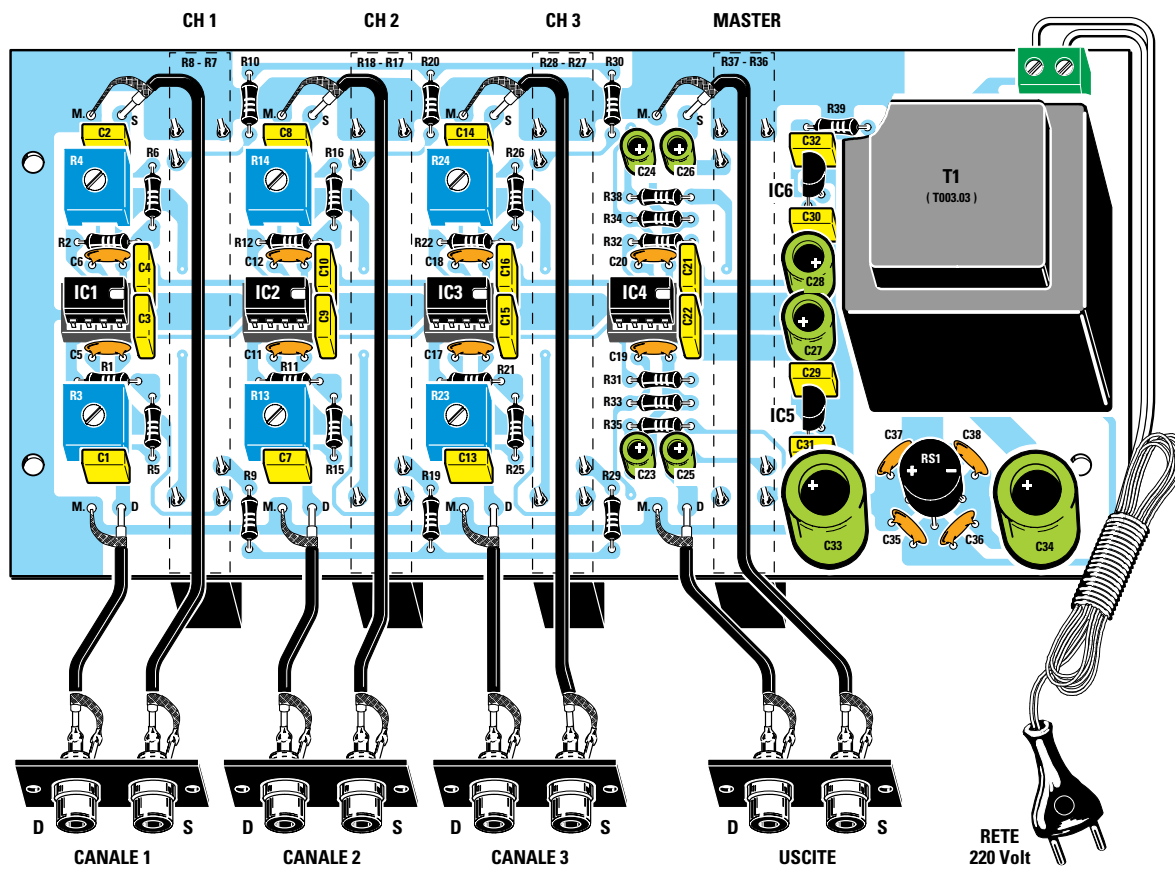 CH 1 CH 2 CH 3 MASTER
R8 - R7 R10 R18 - R17 R20 R28 - R27 R30 R37 - R36
M. S M. S M. S M. S
R39
C2 C8 C14 C32
R4 R6 R14 R16 R24 R26 C24 C26 IC6 T1
( T003.03 )
R38
R34 C30
R2 R12 R22 R32
C6 C4 C12 C10 C18 C16 C20 C21 C28
IC1 IC2 IC3 IC4
C3 C9 C15 C22 C27
C5 C11 C17 C19
R1 R11 R21 R31 C29
R3 R13 R23 R33 IC5
R35
C1 R5 C7 R15 C13 R25 C23 C25 C31 C37 RS1 C38
+ -
R9 R19 R29
M. D M. D M. D M. D
C33 C35 C36 C34
D S D S D S D S
CANALE 1 CANALE 2 CANALE 3 USCITE
RETE
220 Volt